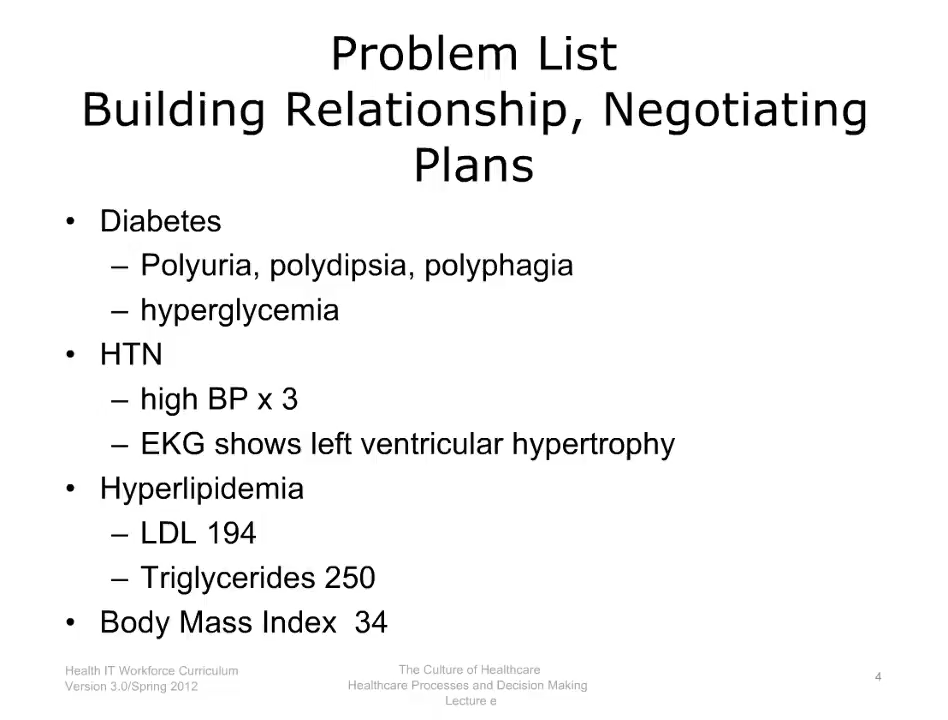 Problem List
Building Relationship, Negotiating
Plans
• Diabetes
– Polyuria, polydipsia, polyphagia
– hyperglycemia
• HTN
– high BP x 3
– EKG shows left ventricular hypertrophy
• Hyperlipidemia
– LDL 194
– Triglycerides 250
• Body Mass Index  34
Health IT Workforce Curriculum
Version 3.0/Spring 2012
The Culture of Healthcare
Healthcare Processes and Decision Making
Lecture e
4